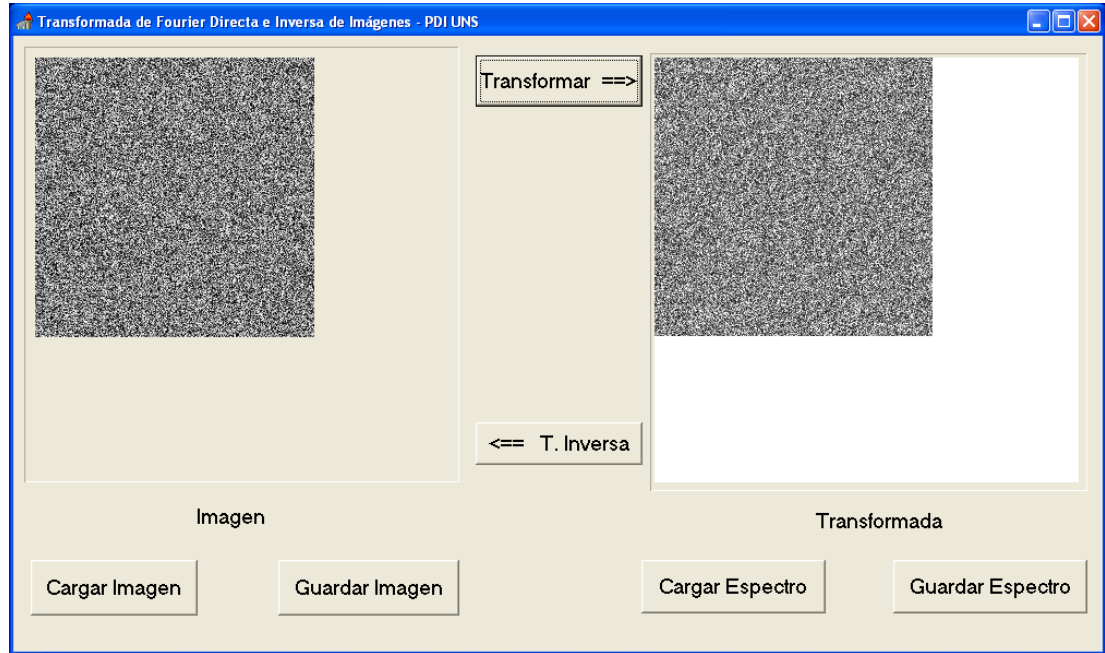 Transformada de Fourier Directa e Inversa de Imágenes - PDI UNS
Transformar ==>
<== T. Inversa
Imagen
Transformada
Cargar Imagen
Guardar Imagen
Cargar Espectro
Guardar Espectro